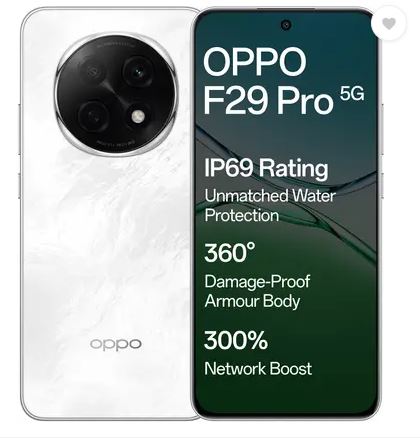 OPPO
F29 Pro 5G
IP69 Rating
Unmatched Water
Protection
360°
Damage-Proof
Armour Body
300%
Network Boost
oppo